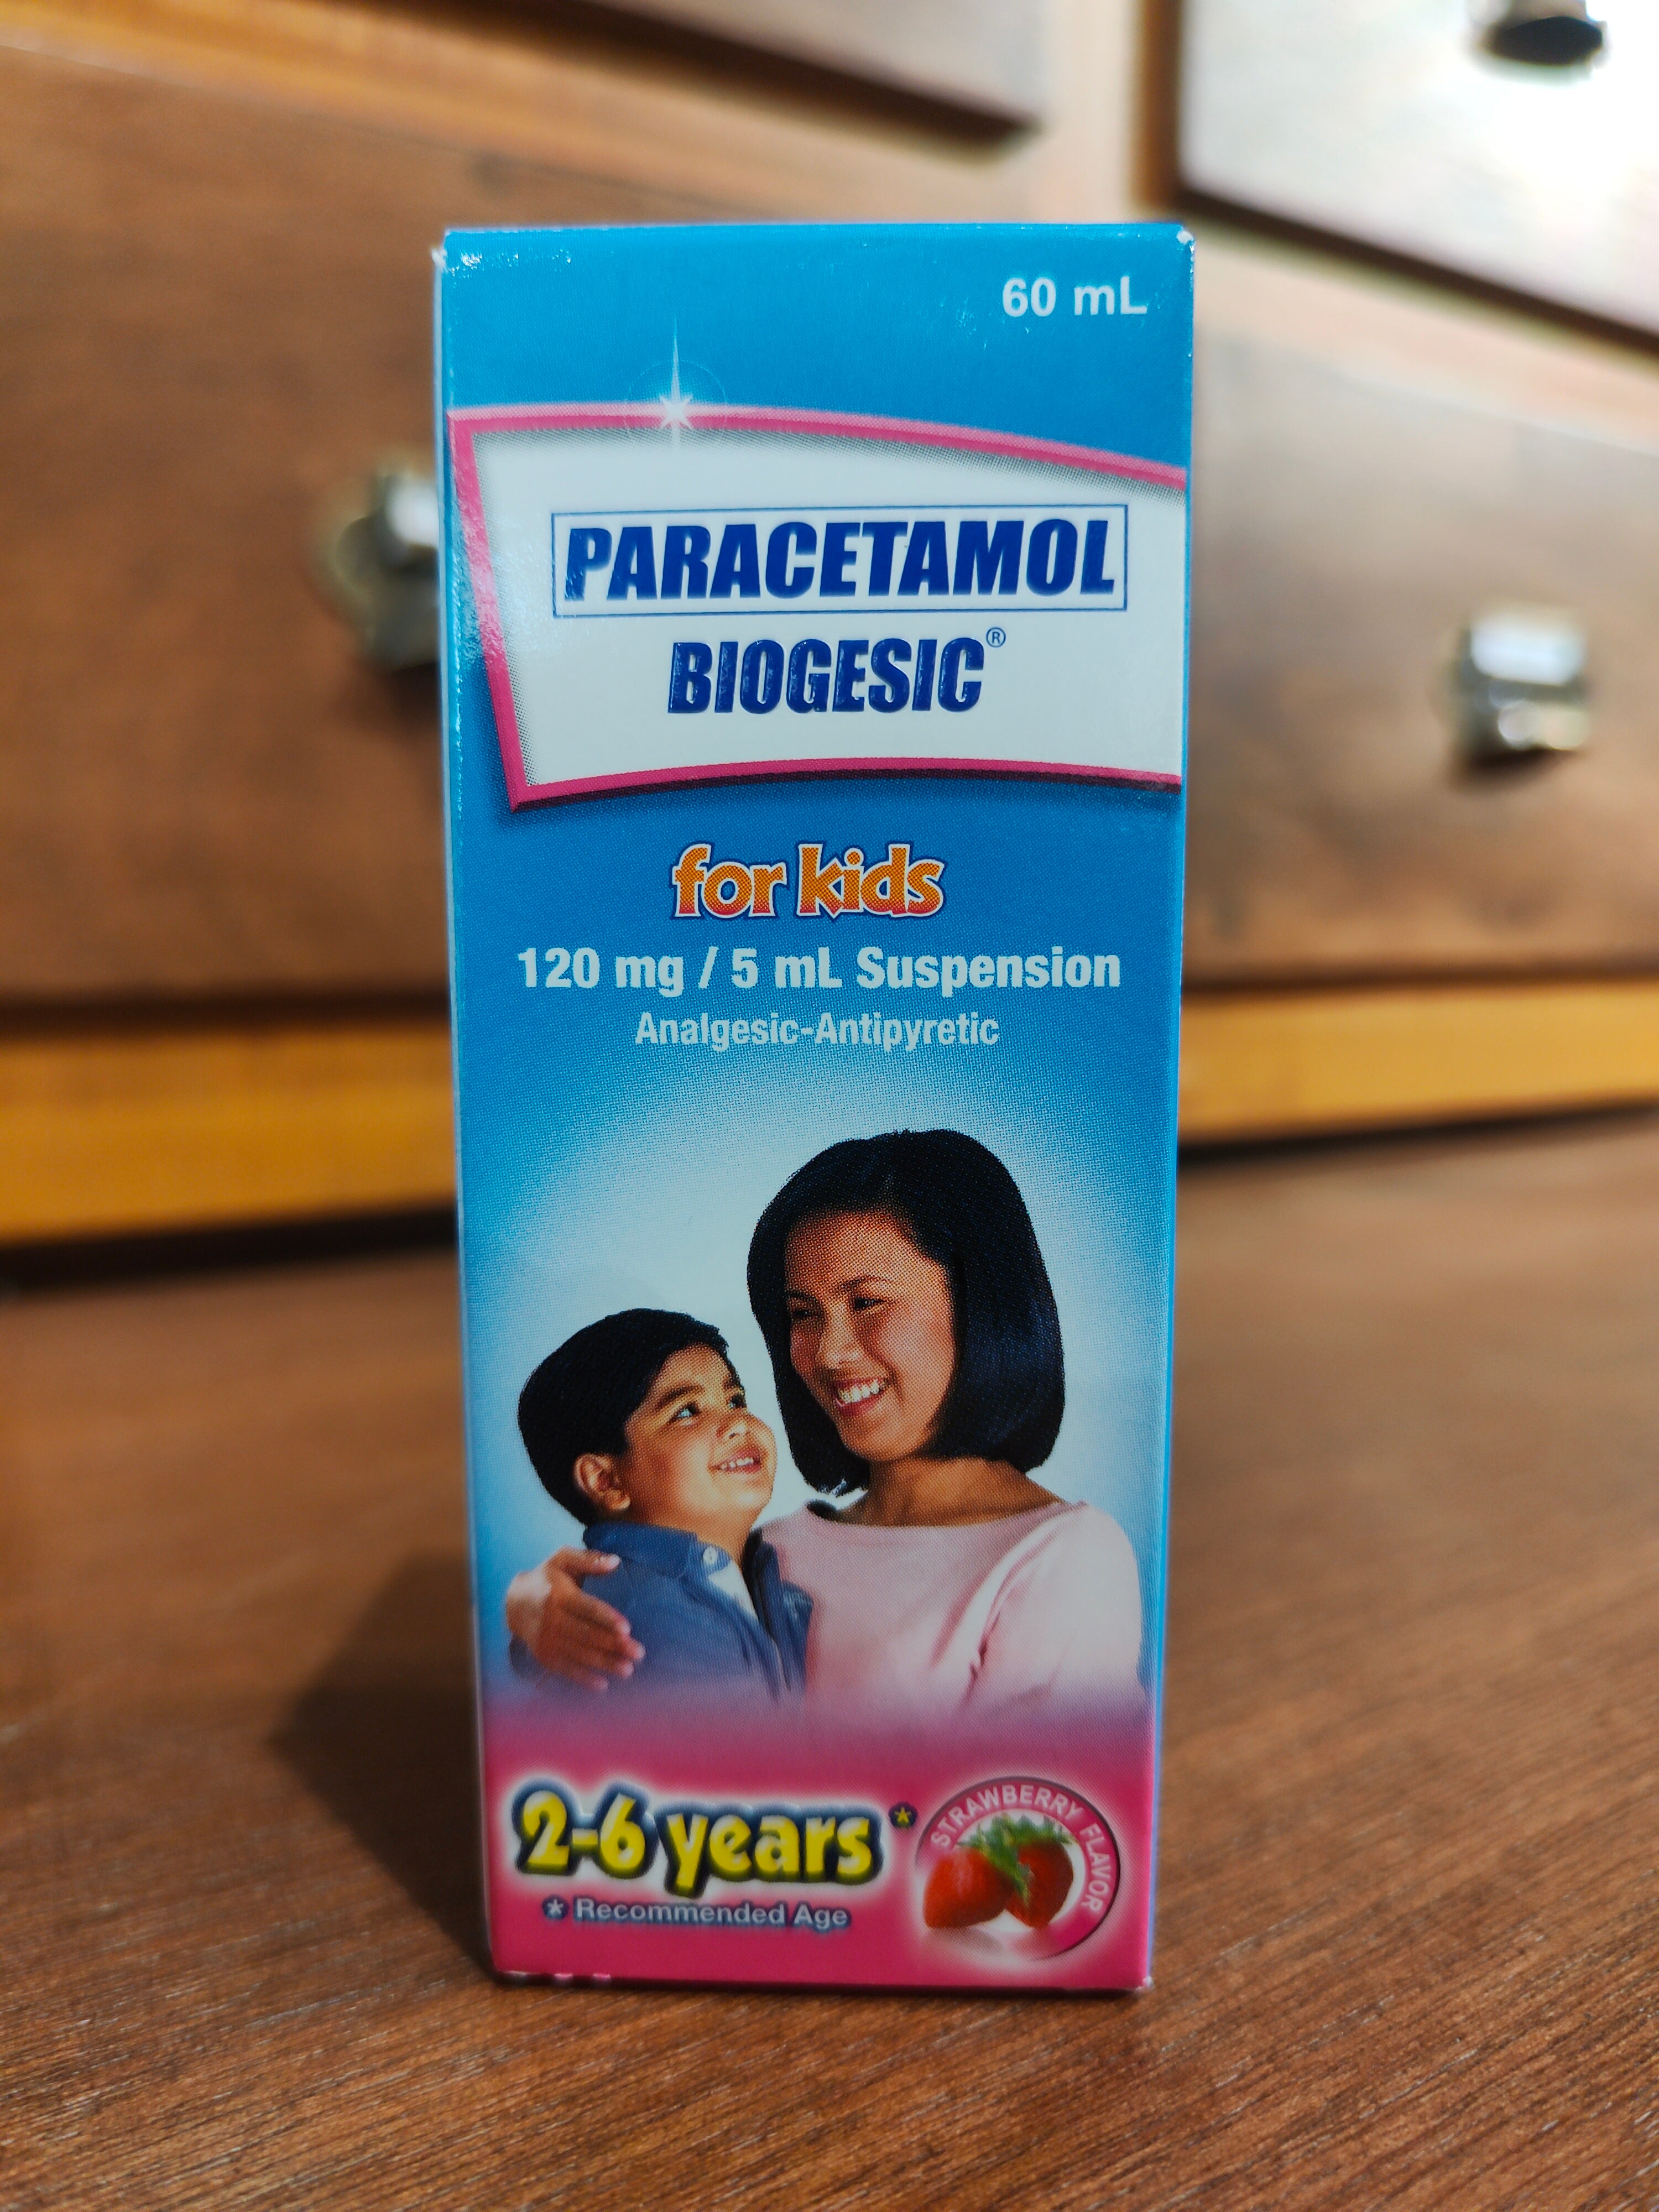 60 mL
PARACETAMOL
BIOGESIC®
for kids
120 mg / 5 mL Suspension
Analgesic-Antipyretic
2-6 years*
* Recommended Age
STRAWBERRY FLAVOR